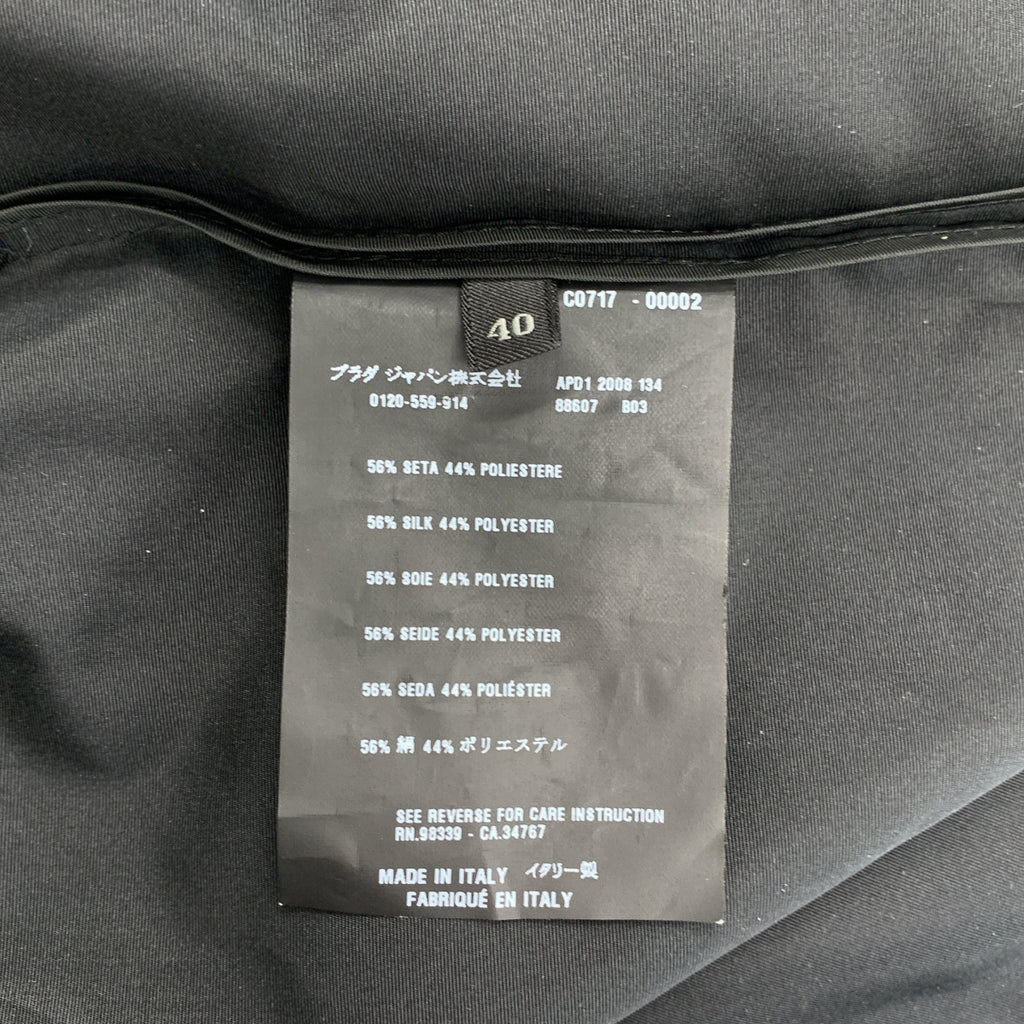 C0717 - 00002
40
プラダ ジャパン株式会社
0120-559-914
APD1 2008 134
88607 B03
56% SETA 44% POLIESTERE
56% SILK 44% POLYESTER
56% SOIE 44% POLYESTER
56% SEIDE 44% POLYESTER
56% SEDA 44% POLIÉSTER
56% 絹 44% ポリエステル
SEE REVERSE FOR CARE INSTRUCTION
RN.98339 - CA.34767
MADE IN ITALY イタリー製
FABRIQUÉ EN ITALY